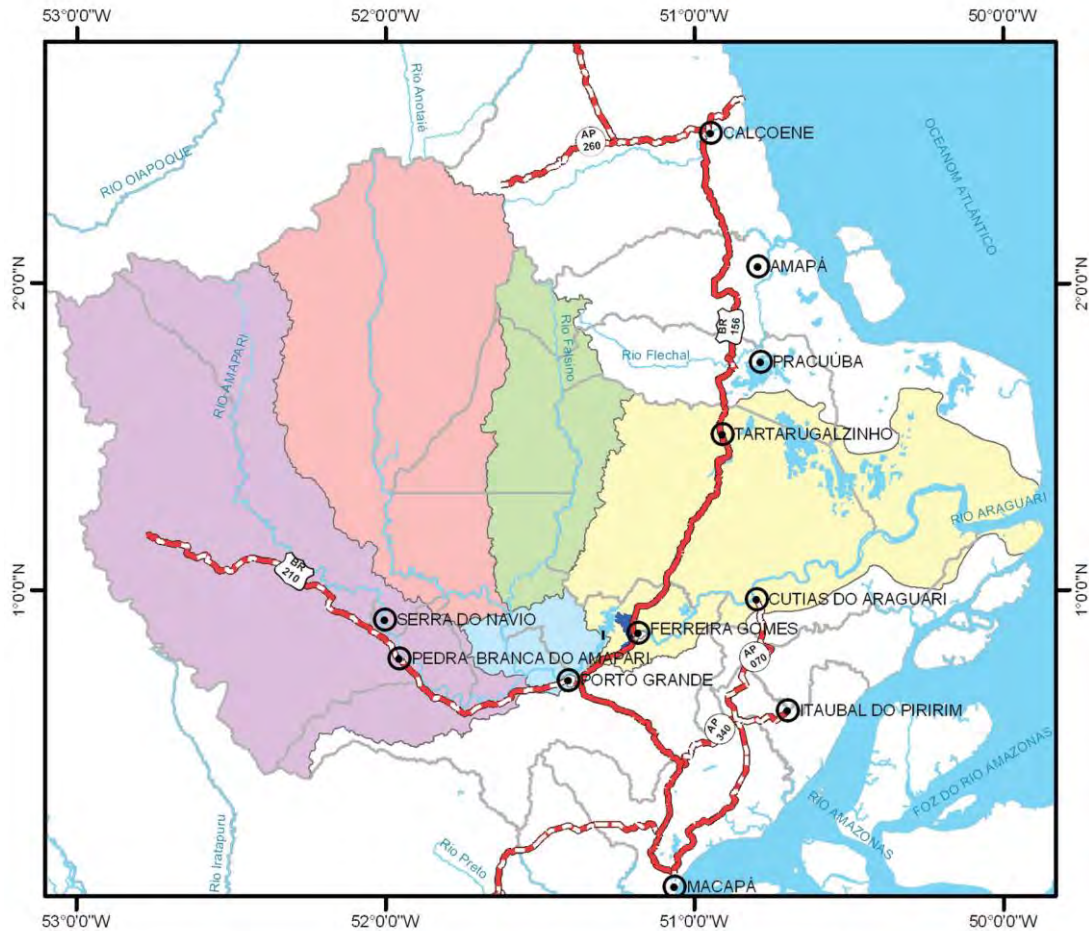 53°0'0"W
52°0'0"W
51°0'0"W
50°0'0"W
Rio Anotaié
RIO OIAPOQUE
AP
260
CALÇOENE
OCEANOM ATLÂNTICO
2°0'0"N
2°0'0"N
AMAPÁ
RIO AMAPARI
Rio Falsino
BR
156
Rio Flechal
PRACUÚBA
TARTARUGALZINHO
RIO ARAGUARI
BR
210
1°0'0"N
1°0'0"N
CUTIAS DO ARAGUARI
SERRA DO NAVIO
FERREIRA GOMES
PEDRA BRANCA DO AMAPARI
AP
070
PORTO GRANDE
ITAUBAL DO PIRIRIM
AP
340
FOZ DO RIO AMAZONAS
RIO AMAZONAS
Rio Iratapuru
Rio Preto
MACAPÁ
53°0'0"W
52°0'0"W
51°0'0"W
50°0'0"W